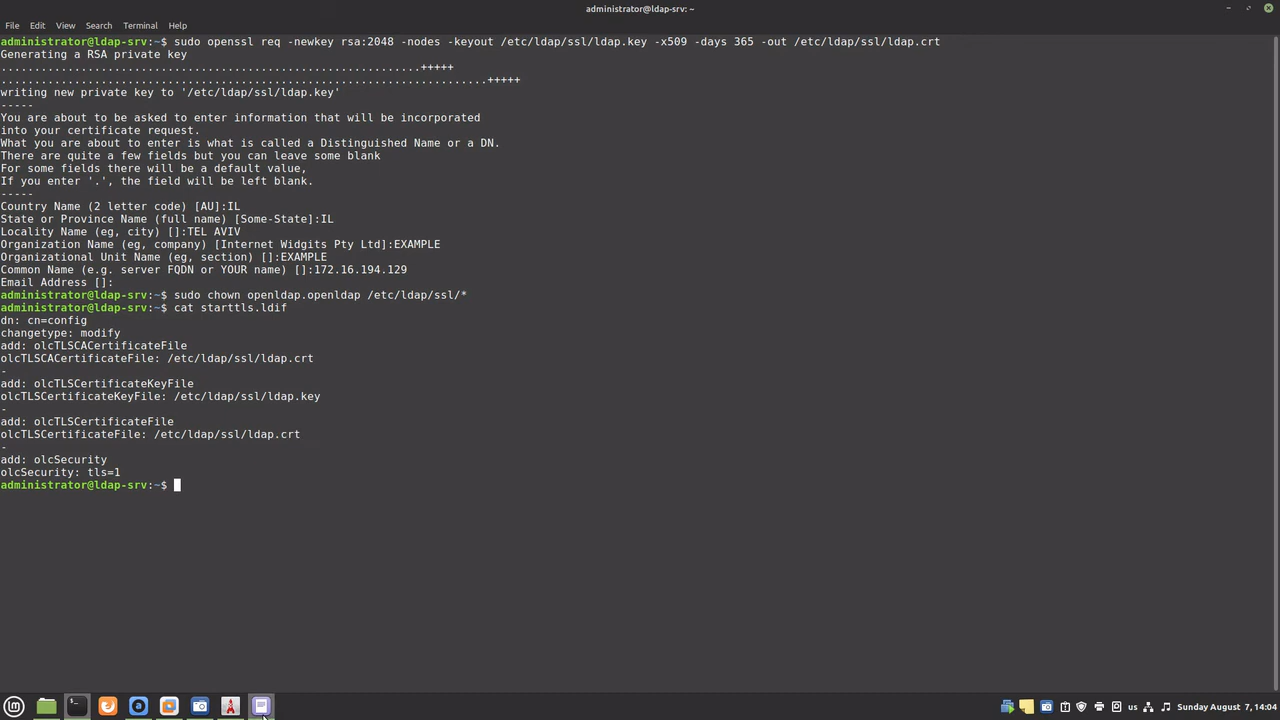 administrator@ldap-srv: ~
File Edit View Search Terminal Help
administrator@ldap-srv:~$ sudo openssl req -newkey rsa:2048 -nodes -keyout /etc/ldap/ssl/ldap.key -x509 -days 365 -out /etc/ldap/ssl/ldap.crt
Generating a RSA private key
...............................................................+++++
.........................................................................+++++
writing new private key to '/etc/ldap/ssl/ldap.key'
-----
You are about to be asked to enter information that will be incorporated
into your certificate request.
What you are about to enter is what is called a Distinguished Name or a DN.
There are quite a few fields but you can leave some blank
For some fields there will be a default value,
If you enter '.', the field will be left blank.
-----
Country Name (2 letter code) [AU]:IL
State or Province Name (full name) [Some-State]:IL
Locality Name (eg, city) []:TEL AVIV
Organization Name (eg, company) [Internet Widgits Pty Ltd]:EXAMPLE
Organizational Unit Name (eg, section) []:EXAMPLE
Common Name (e.g. server FQDN or YOUR name) []:172.16.194.129
Email Address []:
administrator@ldap-srv:~$ sudo chown openldap.openldap /etc/ldap/ssl/*
administrator@ldap-srv:~$ cat starttls.ldif
dn: cn=config
changetype: modify
add: olcTLSCACertificateFile
olcTLSCACertificateFile: /etc/ldap/ssl/ldap.crt
-
add: olcTLSCertificateKeyFile
olcTLSCertificateKeyFile: /etc/ldap/ssl/ldap.key
-
add: olcTLSCertificateFile
olcTLSCertificateFile: /etc/ldap/ssl/ldap.crt
-
add: olcSecurity
olcSecurity: tls=1
administrator@ldap-srv:~$
us Sunday August 7, 14:04